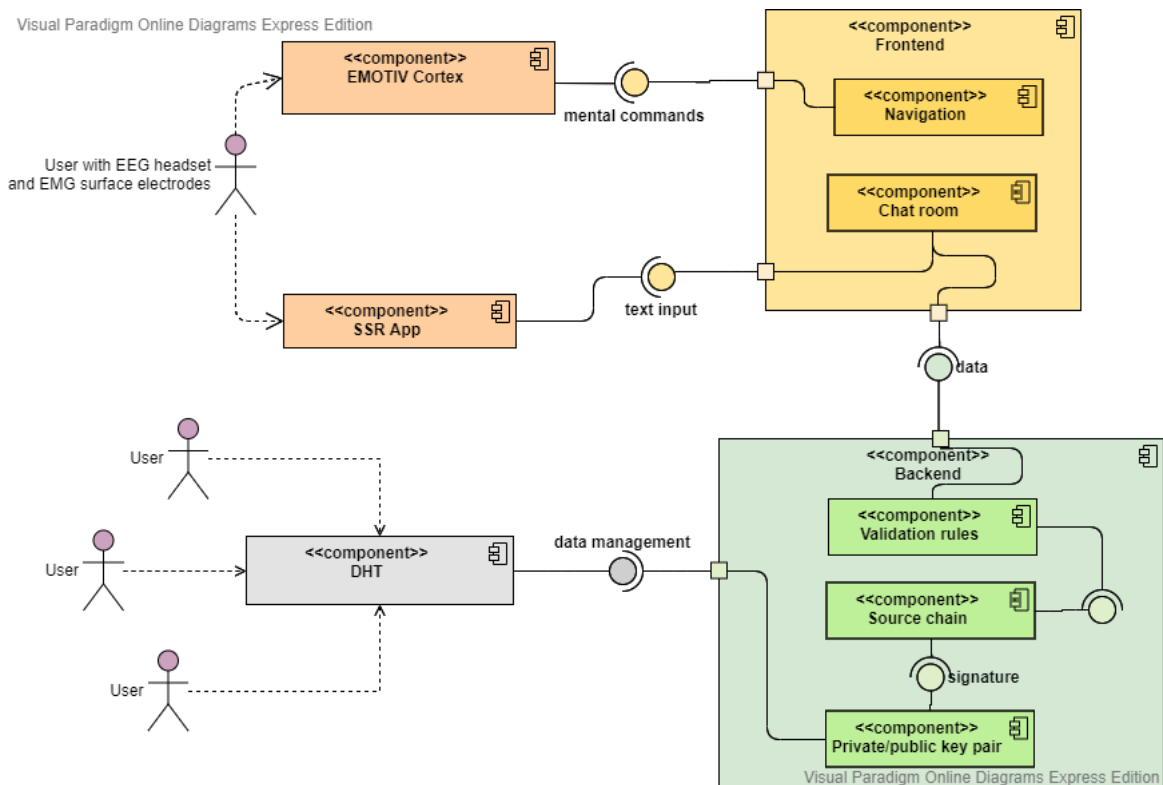 Visual Paradigm Online Diagrams Express Edition
<<component>>
EMOTIV Cortex
mental commands
<<component>>
Frontend
<<component>>
Navigation
User with EEG headset
and EMG surface electrodes
<<component>>
Chat room
<<component>>
SSR App
text input
data
User
User
User
<<component>>
DHT
data management
<<component>>
Backend
<<component>>
Validation rules
<<component>>
Source chain
signature
<<component>>
Private/public key pair
Visual Paradigm Online Diagrams Express Edition